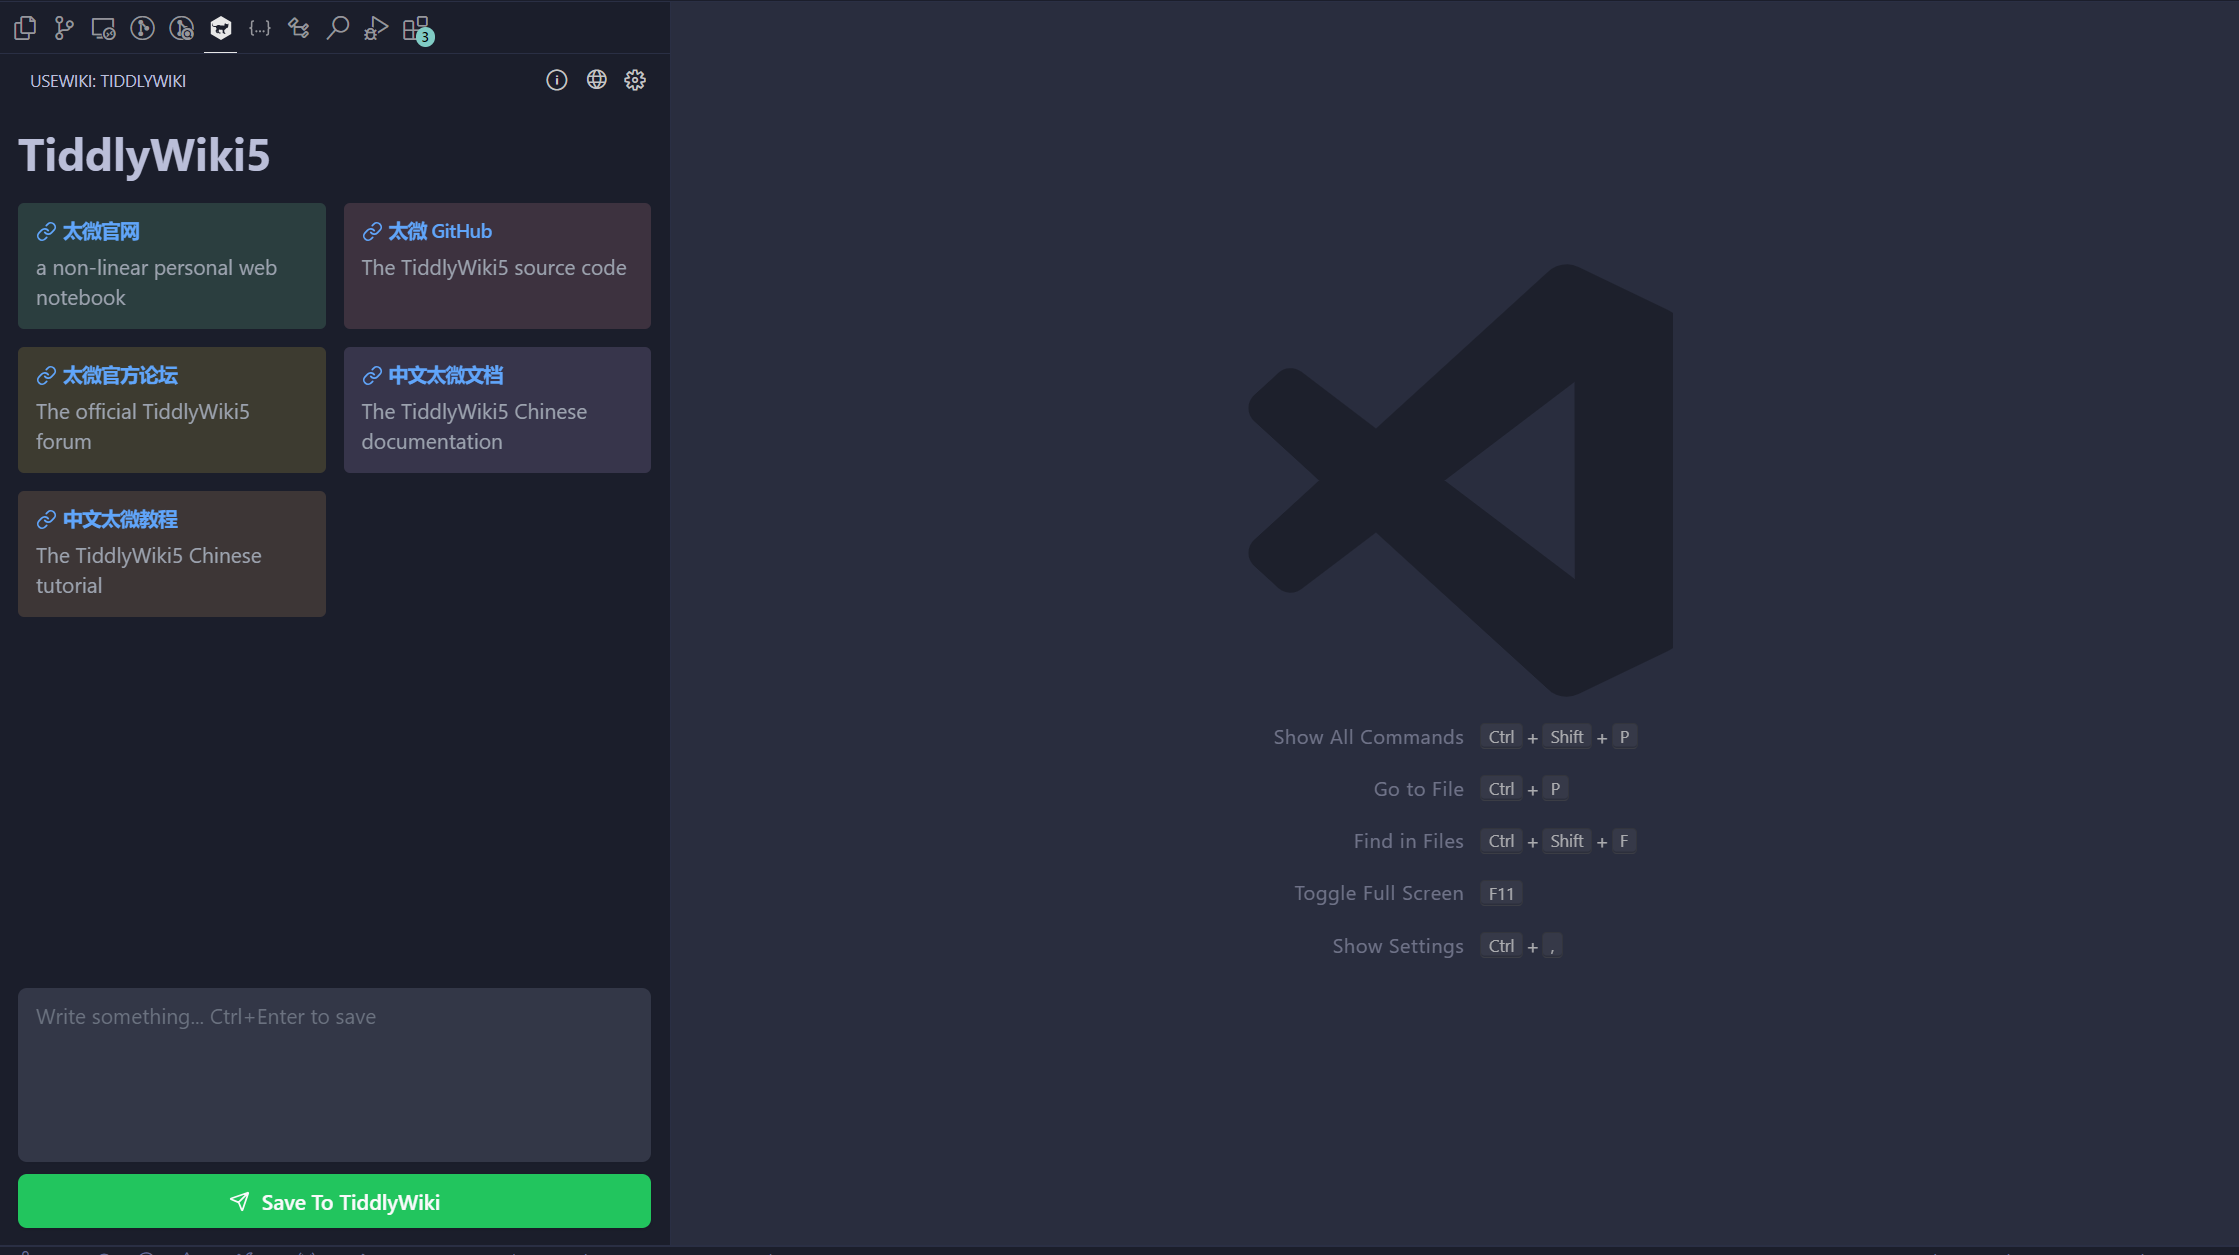 3
USEWIKI: TIDDLYWIKI
TiddlyWiki5
太微官网
a non-linear personal web
notebook
太微 GitHub
The TiddlyWiki5 source code
太微官方论坛
The official TiddlyWiki5
forum
中文太微文档
The TiddlyWiki5 Chinese
documentation
中文太微教程
The TiddlyWiki5 Chinese
tutorial
Write something... Ctrl+Enter to save
Save To TiddlyWiki
Show All Commands Ctrl + Shift + P
Go to File Ctrl + P
Find in Files Ctrl + Shift + F
Toggle Full Screen F11
Show Settings Ctrl + ,